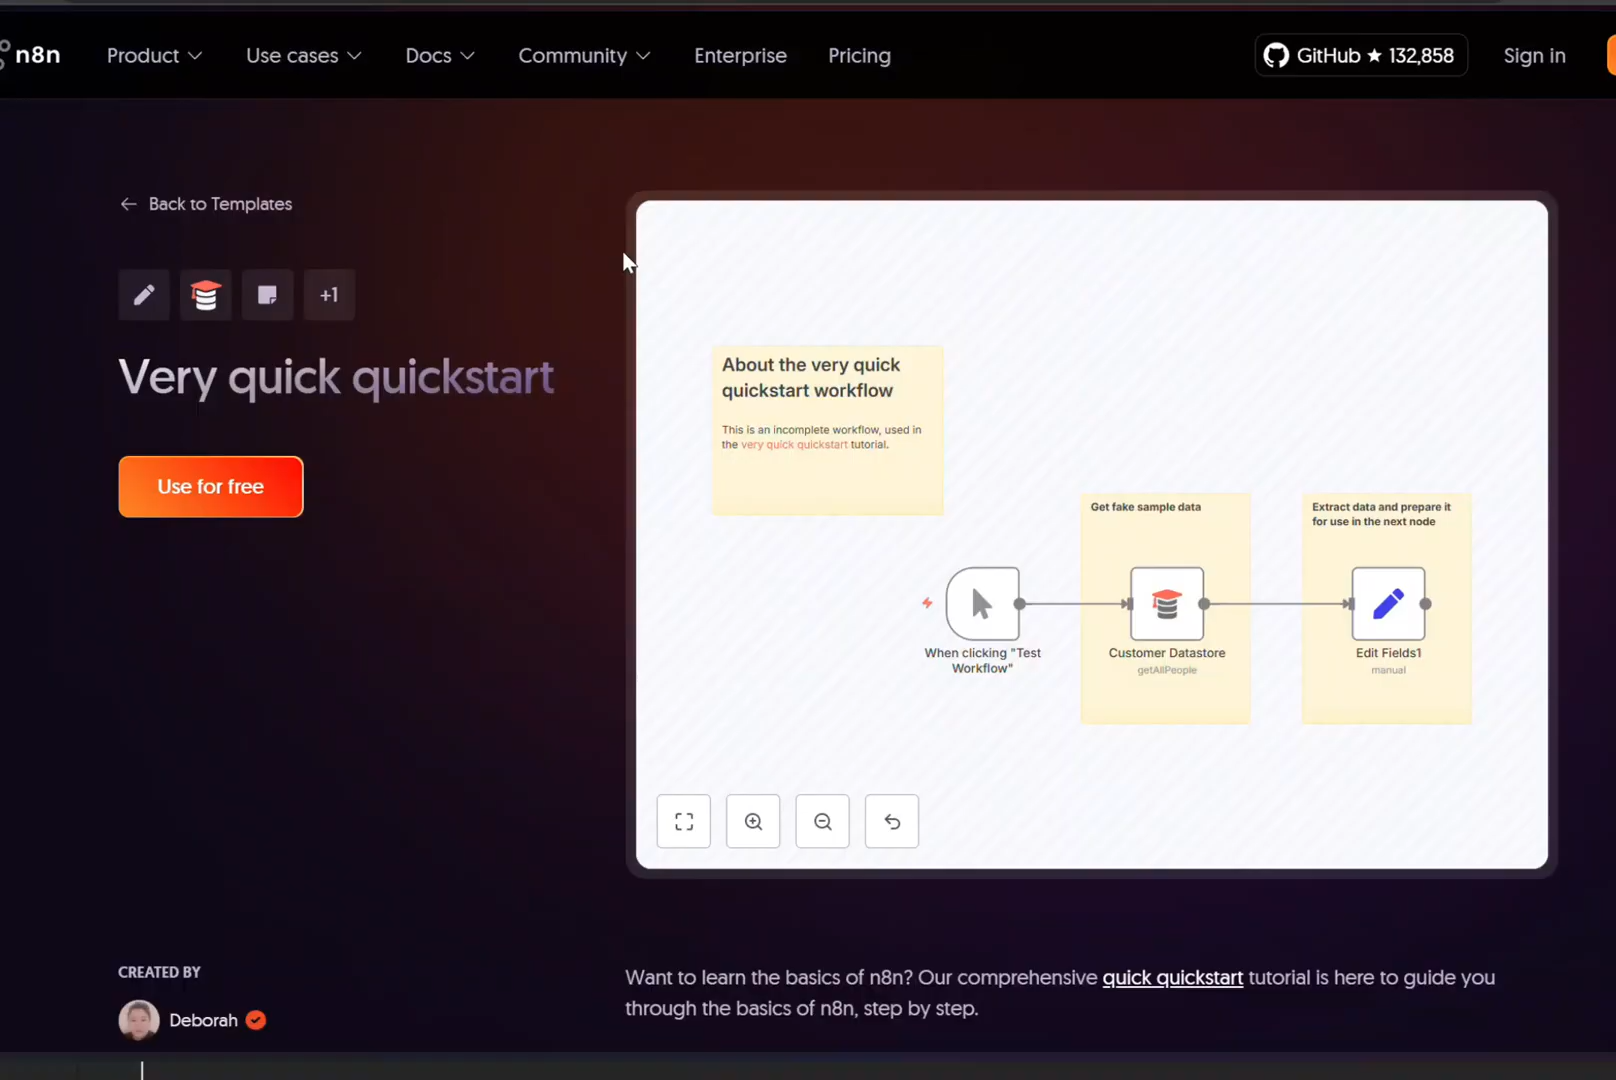 n8n
Product
Use cases
Docs
Community
Enterprise
Pricing
GitHub ★ 132,858
Sign in
← Back to Templates
+1
Very quick quickstart
Use for free
About the very quick
quickstart workflow
This is an incomplete workflow, used in
the very quick quickstart tutorial.
Get fake sample data
Extract data and prepare it
for use in the next node
When clicking "Test
Workflow"
Customer Datastore
getAllPeople
Edit Fields1
manual
CREATED BY
Deborah
Want to learn the basics of n8n? Our comprehensive quick quickstart tutorial is here to guide you
through the basics of n8n, step by step.